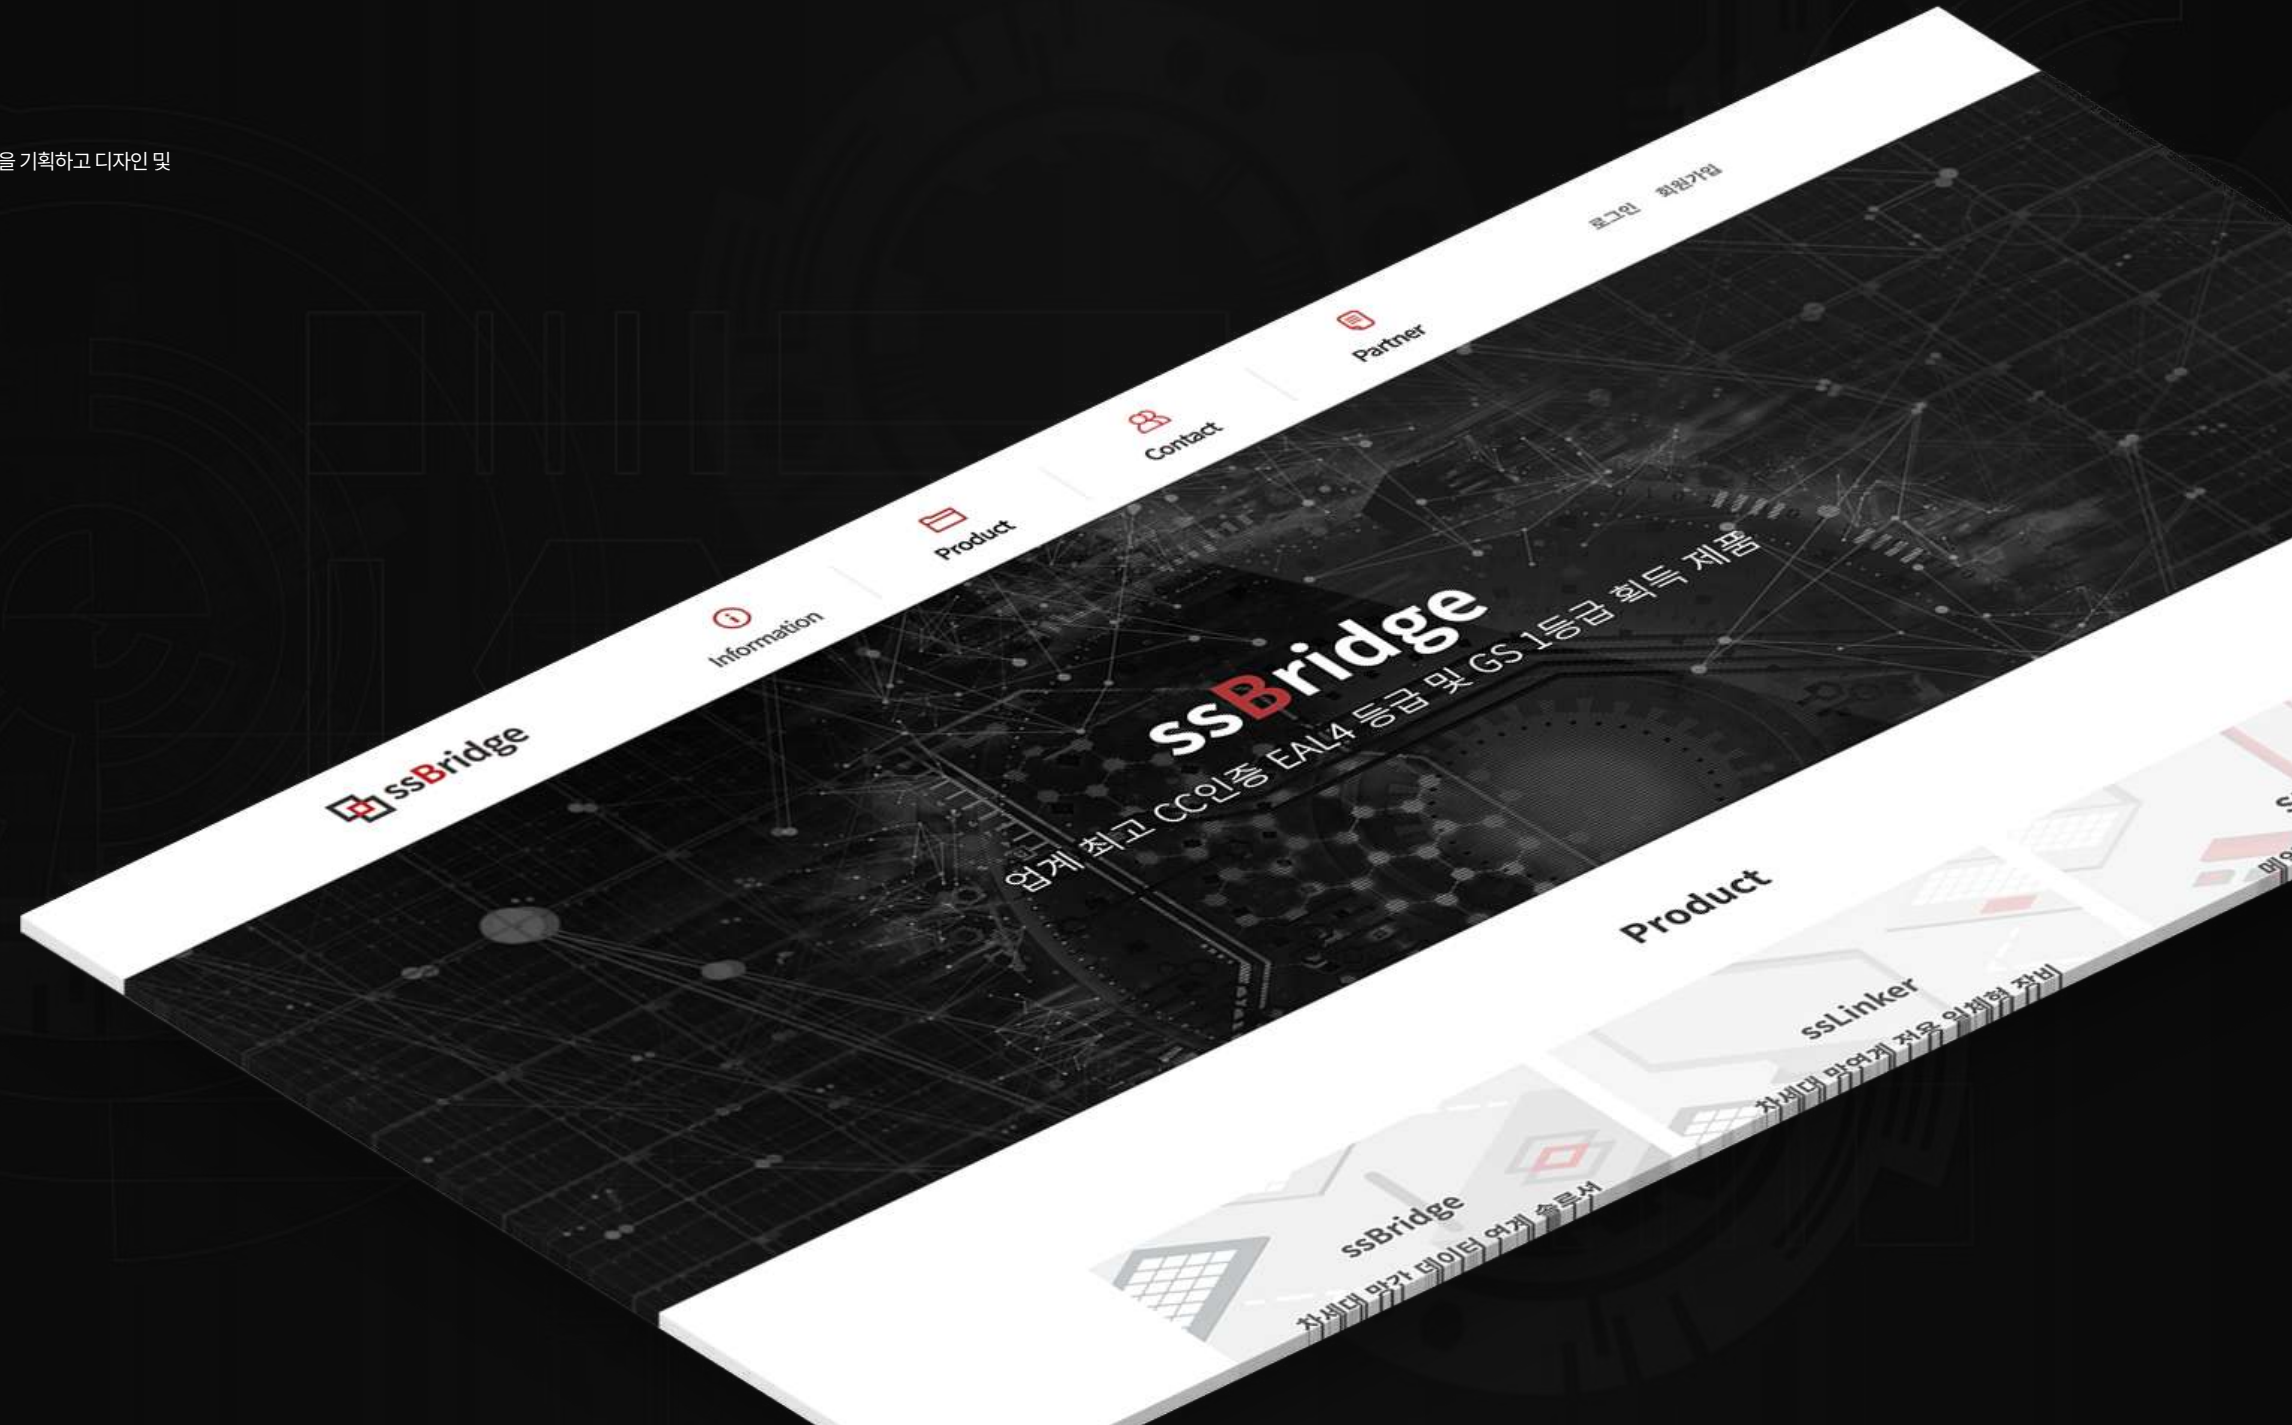 을 기획하고 디자인 및
ssBridge
Information
Product
Contact
Partner
로그인
회원가입
ssBridge
업계 최고 CC인증 EAL4 등급 및 GS 1등급 획득 제품
Product
ssBridge
차세대 망간 데이터 연계 솔루션
ssLinker
차세대 망연계 전용 일체형 장비